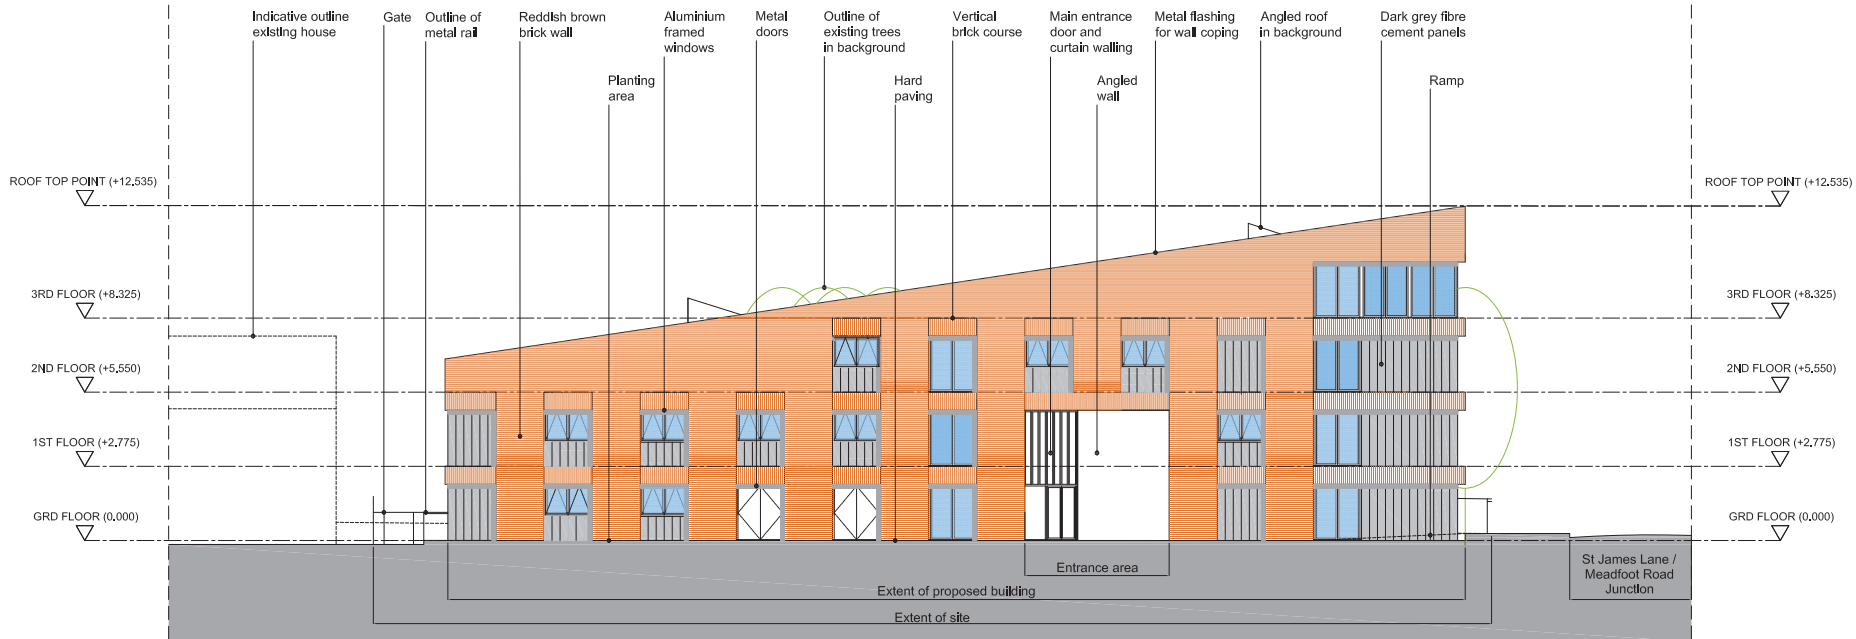 Indicative outline
existing house
Gate
Outline of
metal rail
Reddish brown
brick wall
Aluminium
framed
windows
Metal
doors
Outline of
existing trees
in background
Vertical
brick course
Main entrance
door and
curtain walling
Metal flashing
for wall coping
Angled roof
in background
Dark grey fibre
cement panels
Planting
area
Hard
paving
Angled
wall
Ramp
ROOF TOP POINT (+12.535)
ROOF TOP POINT (+12.535)
3RD FLOOR (+8.325)
3RD FLOOR (+8.325)
2ND FLOOR (+5,550)
2ND FLOOR (+5,550)
1ST FLOOR (+2.775)
1ST FLOOR (+2.775)
GRD FLOOR (0.000)
GRD FLOOR (0.000)
Entrance area
St James Lane /
Meadfoot Road
Junction
Extent of proposed building
Extent of site